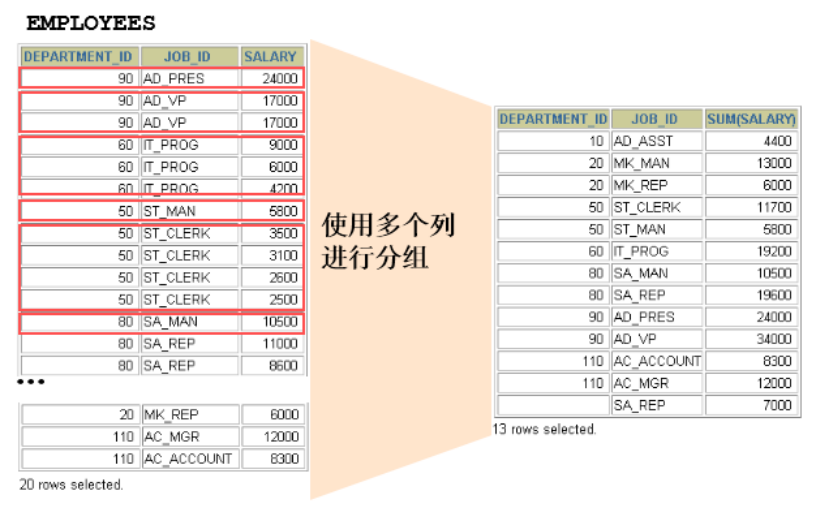 EMPLOYEES
DEPARTMENT_ID JOB_ID SALARY
90 AD_PRES 24000
90 AD_VP 17000
90 AD_VP 17000
60 IT_PROG 9000
60 IT_PROG 6000
60 IT_PROG 4200
50 ST_MAN 5800
50 ST_CLERK 3500
50 ST_CLERK 3100
50 ST_CLERK 2600
50 ST_CLERK 2500
80 SA_MAN 10500
80 SA_REP 11000
80 SA_REP 8600
•••
20 MK_REP 6000
110 AC_MGR 12000
110 AC_ACCOUNT 8300
20 rows selected.
使用多个列
进行分组
DEPARTMENT_ID JOB_ID SUM(SALARY)
10 AD_ASST 4400
20 MK_MAN 13000
20 MK_REP 6000
50 ST_CLERK 11700
50 ST_MAN 5800
60 IT_PROG 19200
80 SA_MAN 10500
80 SA_REP 19600
90 AD_PRES 24000
90 AD_VP 34000
110 AC_ACCOUNT 8300
110 AC_MGR 12000
SA_REP 7000
13 rows selected.